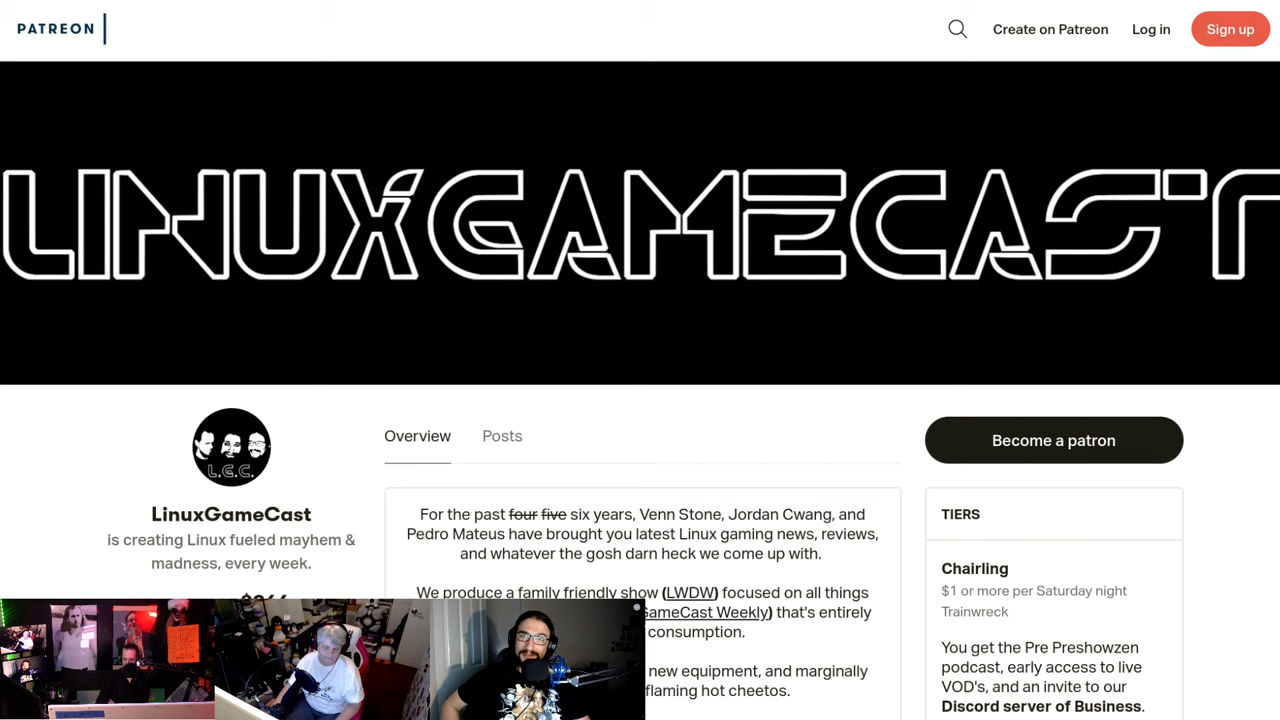 PATREON
Create on Patreon
Log in
Sign up
LINUXGAMECAST
L.G.C.
Overview
Posts
Become a patron
LinuxGameCast
is creating Linux fueled mayhem &
madness, every week.
For the past four five six years, Venn Stone, Jordan Cwang, and
Pedro Mateus have brought you latest Linux gaming news, reviews,
and whatever the gosh darn heck we come up with.
We produce a family friendly show (LWDW) focused on all things
GameCast Weekly) that's entirely
consumption.
new equipment, and marginally
flaming hot cheetos.
TIERS
Chairling
$1 or more per Saturday night
Trainwreck
You get the Pre Preshowzen
podcast, early access to live
VOD's, and an invite to our
Discord server of Business.